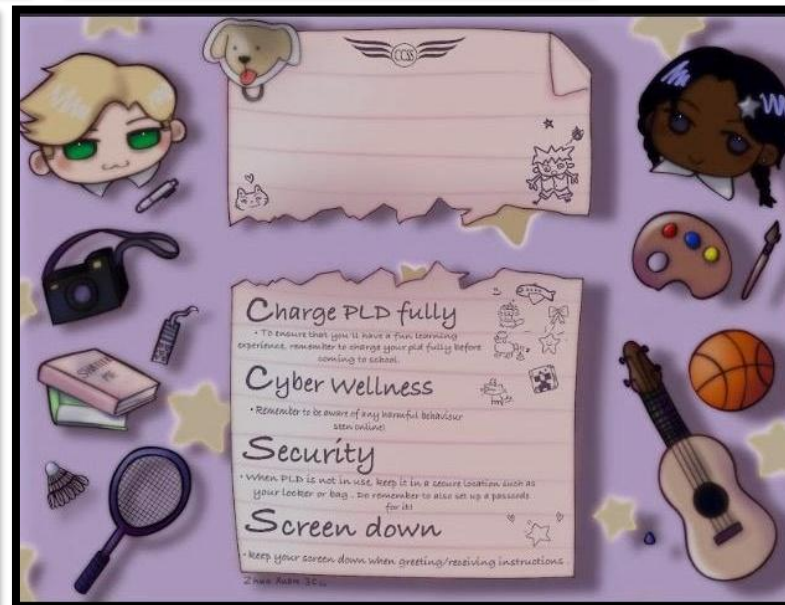 CCSS
Charge PLD fully
• To ensure that you'll have a fun learning
experience, remember to charge your pld fully before
coming to school.
Cyber Wellness
• Remember to be aware of any harmful behaviour
seen online!
Security
• When PLD is not in use, keep it in a secure location such as
your locker or bag. Do remember to also set up a passcode
for it!
Screen down
• keep your screen down when greeting/receiving instructions